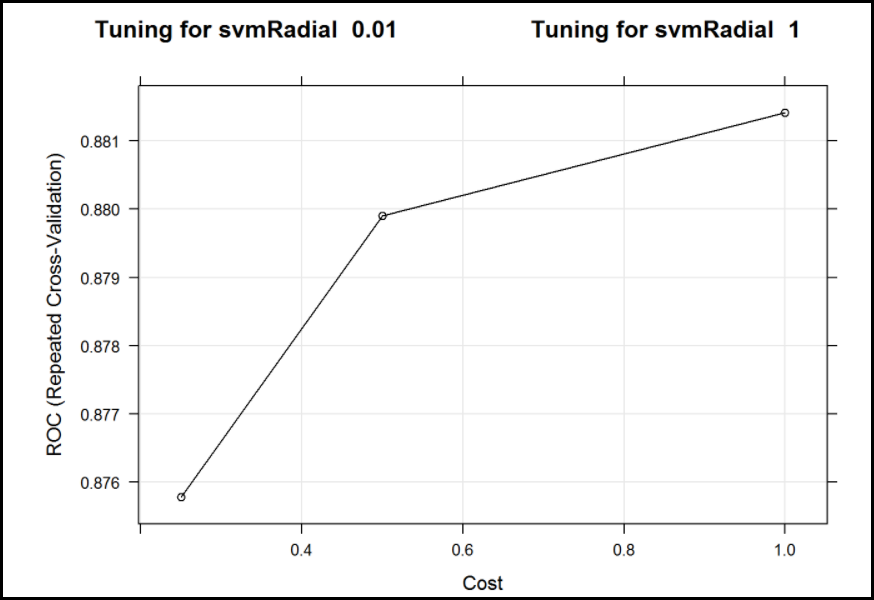 Tuning for svmRadial 0.01 Tuning for svmRadial 1
0.881
0.880
0.879
0.878
0.877
0.876
ROC (Repeated Cross-Validation)
0.4 0.6 0.8 1.0
Cost